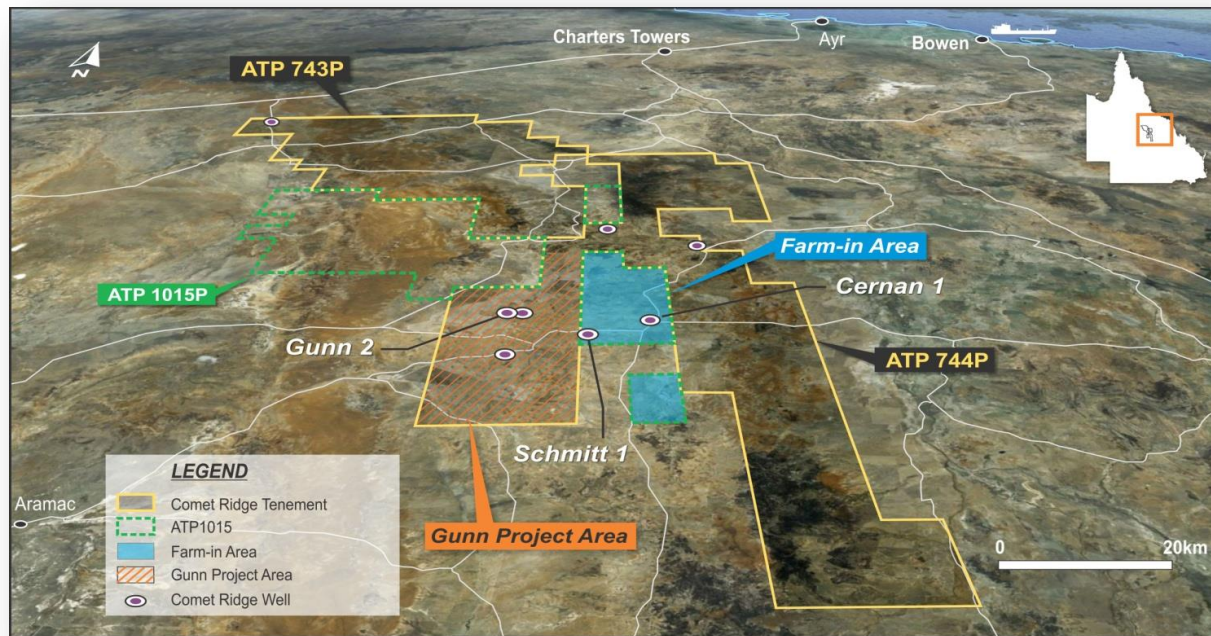 Charters Towers
Ayr
Bowen
N
ATP 743P
Farm-in Area
ATP 1015P
Cernan 1
Gunn 2
ATP 744P
Schmitt 1
Gunn Project Area
Aramac
LEGEND
Comet Ridge Tenement
ATP1015
Farm-in Area
Gunn Project Area
Comet Ridge Well
0 20km